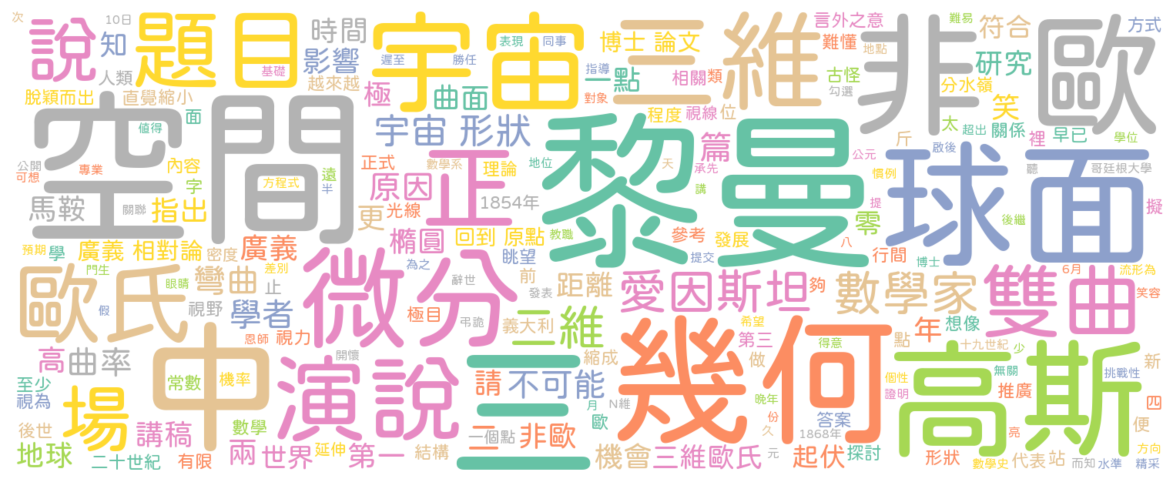 次 10日 說 知 題目 時間 宇宙 表現 同事 博士 論文 三維 言外之意 難懂 非歐 難易 符合 方式
人類 基礎 影響 遲至 勝任 指導 一點 地點 研究
脫穎而出 直覺縮小 越來越 極 曲面 對象 相關 類 古怪 勾選 分水嶺 笑
空間 面 值得 宇宙 形狀 黎曼 程度 視線 位 斤 太 超出 關係 早已 學位
公開 可想 專業 內容 正式 數學系 理論 地位 篇 承先 天 公元 球面 啟後 裡 聽 哥廷根大學
馬鞍 關聯 字 指出 方程式 遠 半 原因 正 1854年 講 提 慣例 零 擬
預期 學 廣義 相對論 密度 廣義 更 光線 橢圓 回到 原點 教職 提交 參考 發展 八 行間 後繼
歐氏 門生 眼睛 彎曲 差別 止 微分 為之 眺望 前 辭世 發表 距離 博士 愛因斯坦 夠 數學家 6月 雙曲 流形為 笑容
假 視野 學者 恩師 視力 極目 弔詭 義大利 二維 希望 第三 得意 年 想像
高 曲率 中 開懷 演說 縮成 幾何 做 點 十九世紀 少 高斯 無關 挑戰性 新
至少 視為 場 常數 機率 請 不可能 三 月 歐 晚年 份 個性 證明 推廣 四
後世 講稿 數學 兩 延伸 一個點 二 非歐 N維 久 答案 1868年 亮 便
地球 二十世紀 有限 世界 第一 結構 機會 三維歐氏 元 起伏 探討 形狀 數學史 代表 站 而知 水準 方向 精采